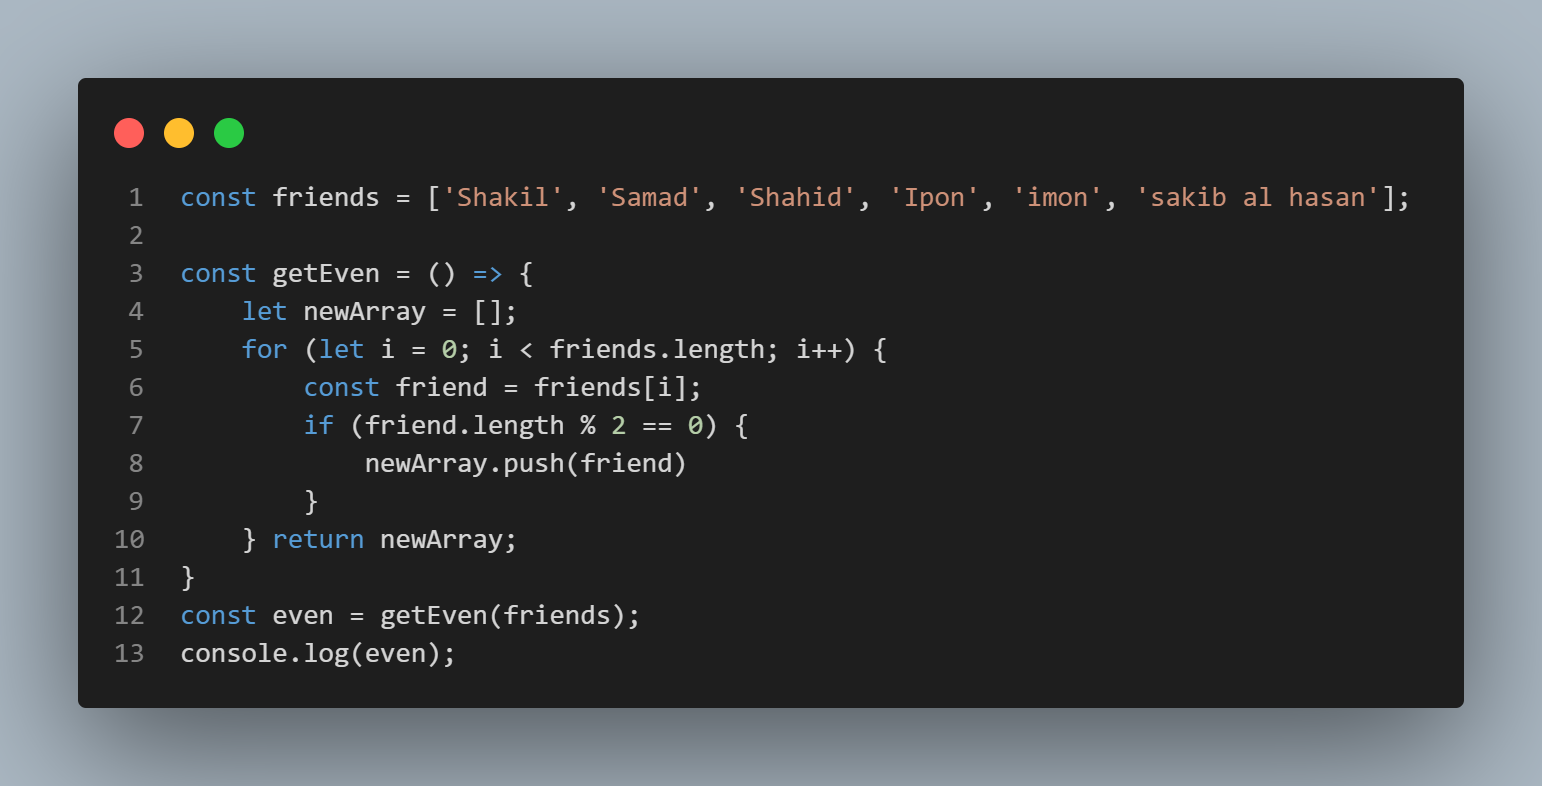 1 const friends = ['Shakil', 'Samad', 'Shahid', 'Ipon', 'imon', 'sakib al hasan'];
2
3 const getEven = () => {
4     let newArray = [];
5     for (let i = 0; i < friends.length; i++) {
6         const friend = friends[i];
7         if (friend.length % 2 == 0) {
8             newArray.push(friend)
9         }
10     } return newArray;
11 }
12 const even = getEven(friends);
13 console.log(even);